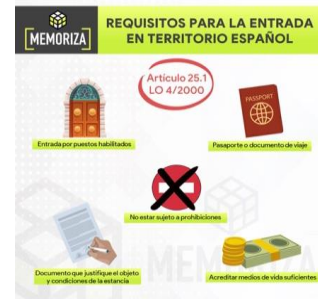 [MEMORIZA]
REQUISITOS PARA LA ENTRADA
EN TERRITORIO ESPAÑOL
Artículo 25.1
LO 4/2000
PASSPORT
Entrada por puestos habilitados
Pasaporte o documento de viaje
No estar sujeto a prohibiciones
Documento que justifique el objeto
y condiciones de la estancia
Acreditar medios de vida suficientes